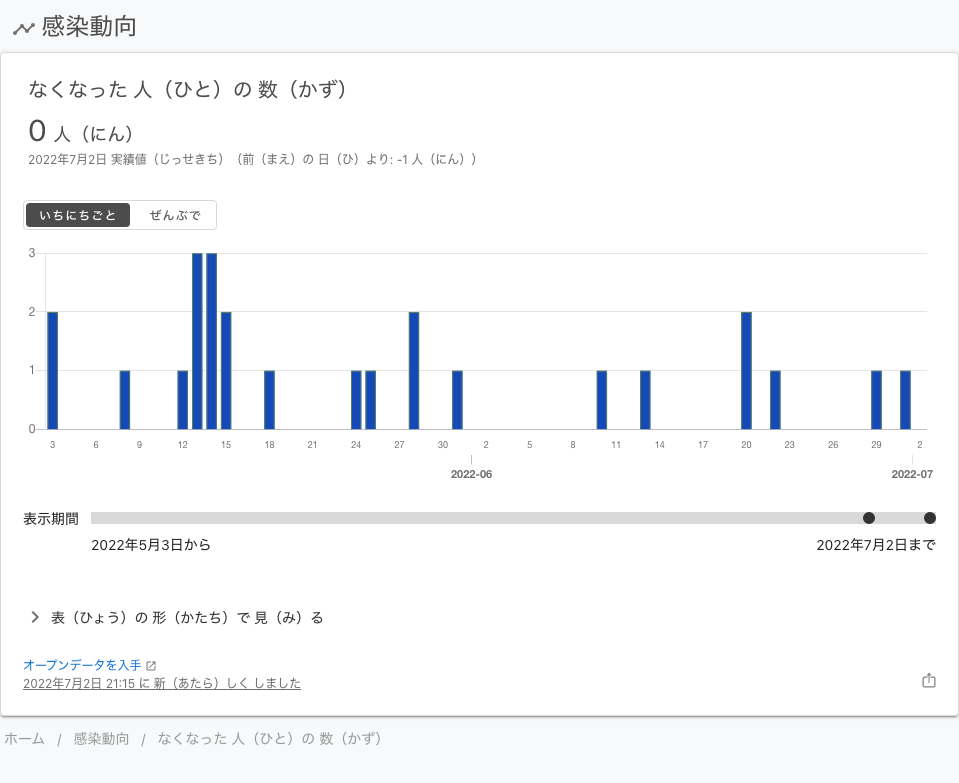 感染動向
なくなった 人（ひと）の 数（かず）
0 人（にん）
2022年7月2日 実績値（じっせきち）（前（まえ）の 日（ひ）より: -1 人（にん））
いちにちごと ぜんぶで
3
2
1
0
3 6 9 12 15 18 21 24 27 30 2 5 8 11 14 17 20 23 26 29 2
2022-06 2022-07
表示期間
2022年5月3日から 2022年7月2日まで
表（ひょう）の 形（かたち）で 見（み）る
オープンデータを入手
2022年7月2日 21:15 に 新（あたら）しく しました
ホーム / 感染動向 / なくなった 人（ひと）の 数（かず）